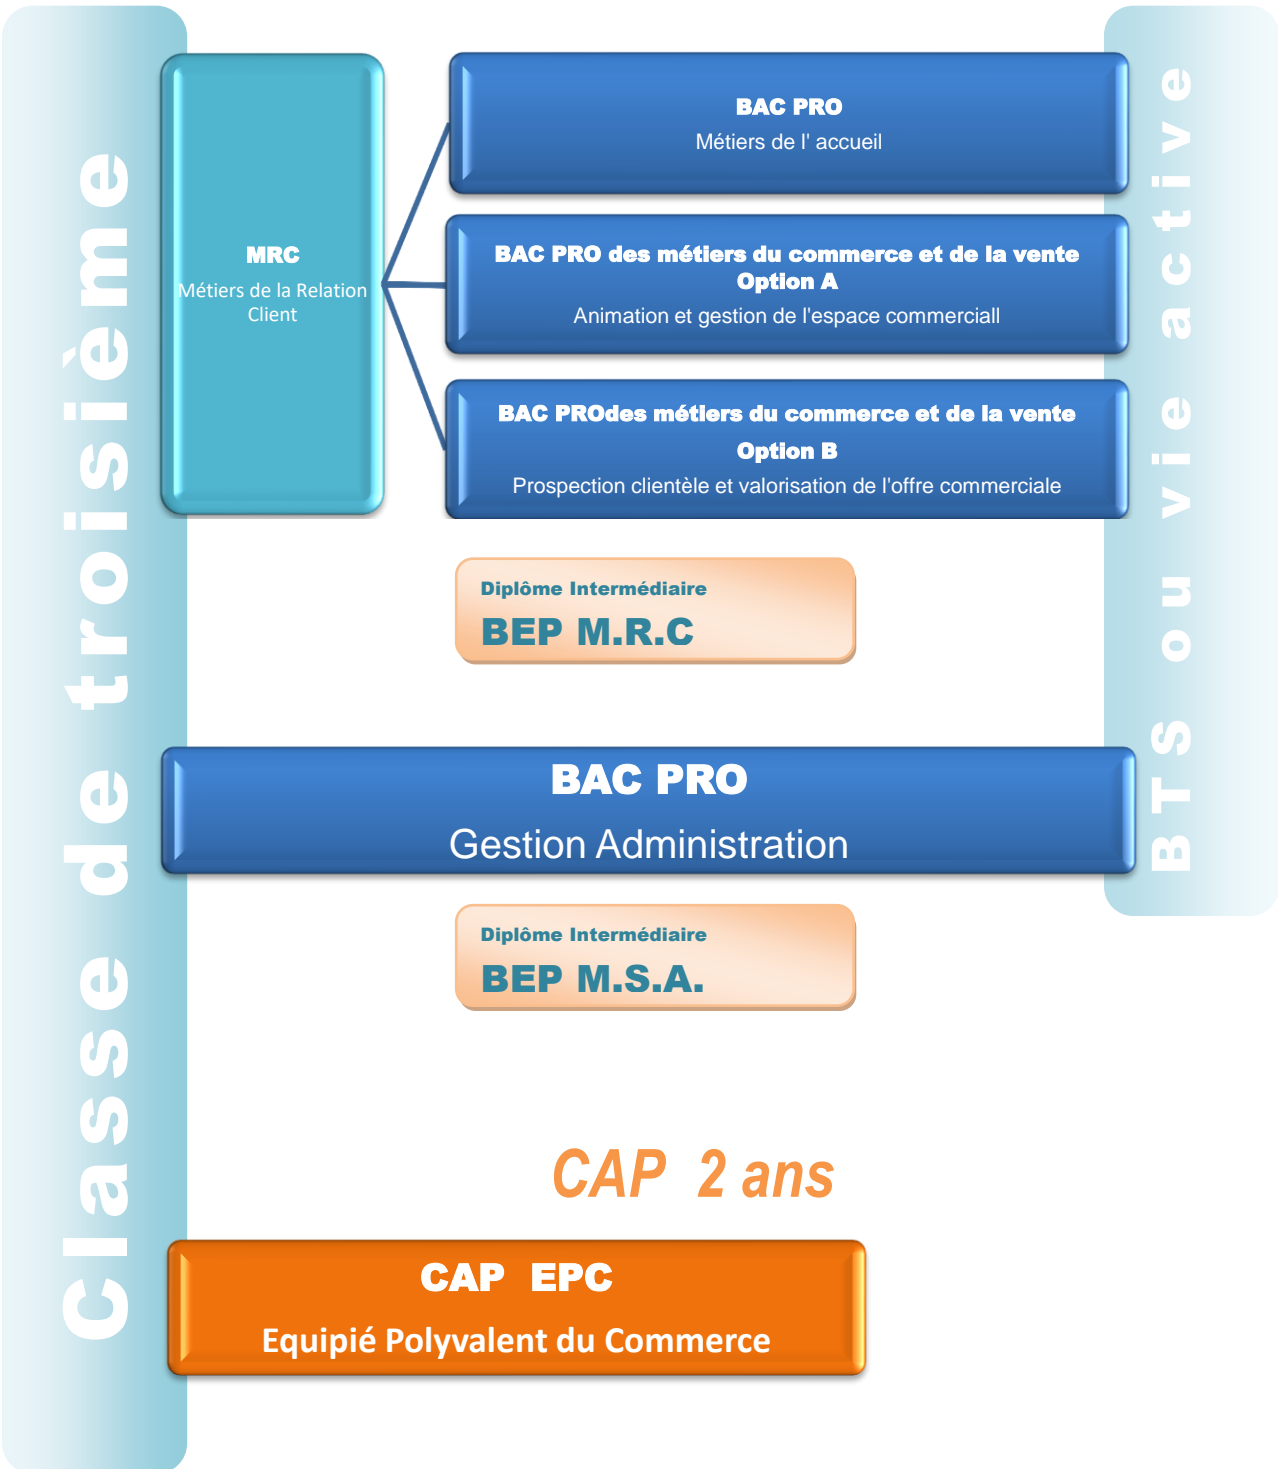 Classe de troisième
MRC
Métiers de la Relation
Client
BAC PRO
Métiers de l' accueil
BAC PRO des métiers du commerce et de la vente
Option A
Animation et gestion de l'espace commerciall
BAC PROdes métiers du commerce et de la vente
Option B
Prospection clientèle et valorisation de l'offre commerciale
BTS ou vie active
Diplôme Intermédiaire
BEP M.R.C
BAC PRO
Gestion Administration
Diplôme Intermédiaire
BEP M.S.A.
CAP 2 ans
CAP EPC
Equipié Polyvalent du Commerce